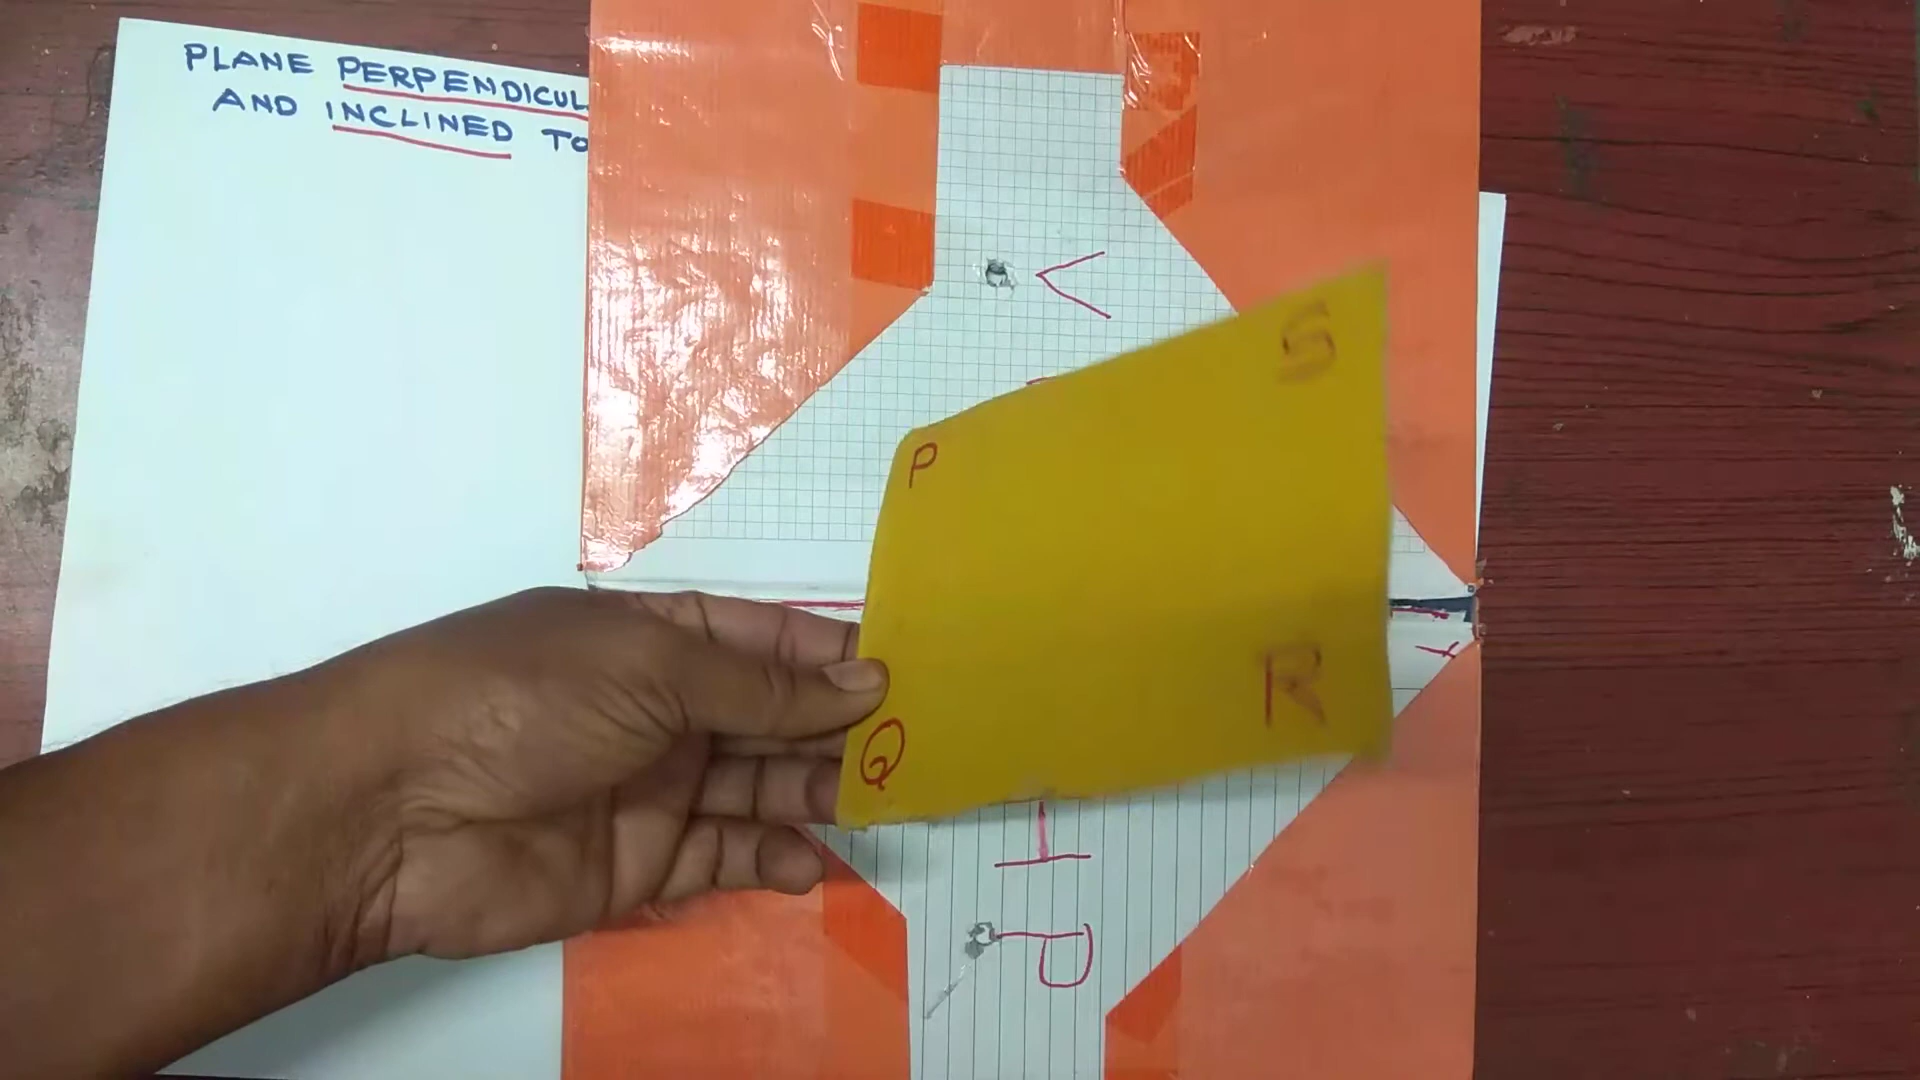 PLANE PERPENDICUL
AND INCLINED TO
V
P
S
Q
R
Y
H
P